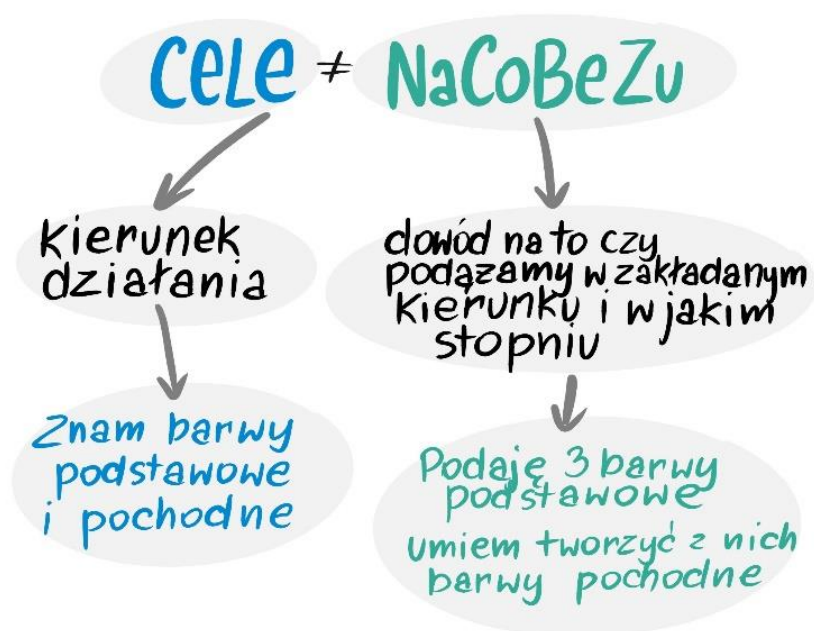 CELE ≠ NaCoBeZu
kierunek
działania
dowód na to czy
podążamy w zakładanym
kierunku i w jakim
stopniu
Znam barwy
podstawowe
i pochodne
Podaję 3 barwy
podstawowe
umiem tworzyć z nich
barwy pochodne